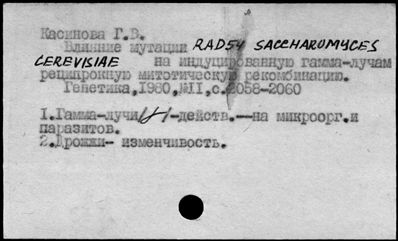 Касинова Г.В.
Влияние мутации RAD54 SACCHAROMYCES
CEREVISIAE на индуцированную гамма-лучам
реципрокную митотическую рекомбинацию.
Генетика,1980,№11,с.2058-2060
1.Гамма-лучи -действ.--на микроорг.и
паразитов.
2.Дрожжи- изменчивость.